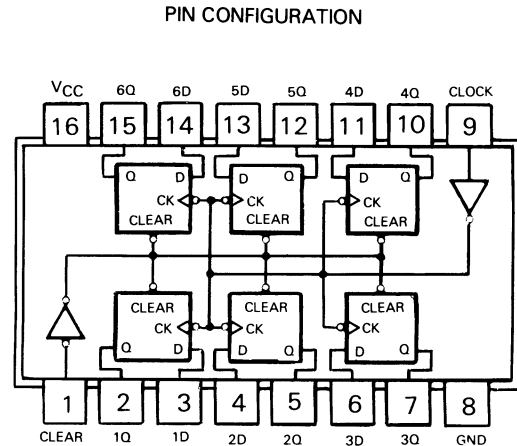 PIN CONFIGURATION
VCC 6Q 6D 5D 5Q 4D 4Q CLOCK
16 15 14 13 12 11 10 9
Q D D Q D Q
CK CK CK
CLEAR CLEAR CLEAR
CLEAR CLEAR CLEAR
CK CK CK
Q D D Q D Q
1 2 3 4 5 6 7 8
CLEAR 1Q 1D 2D 2Q 3D 3Q GND